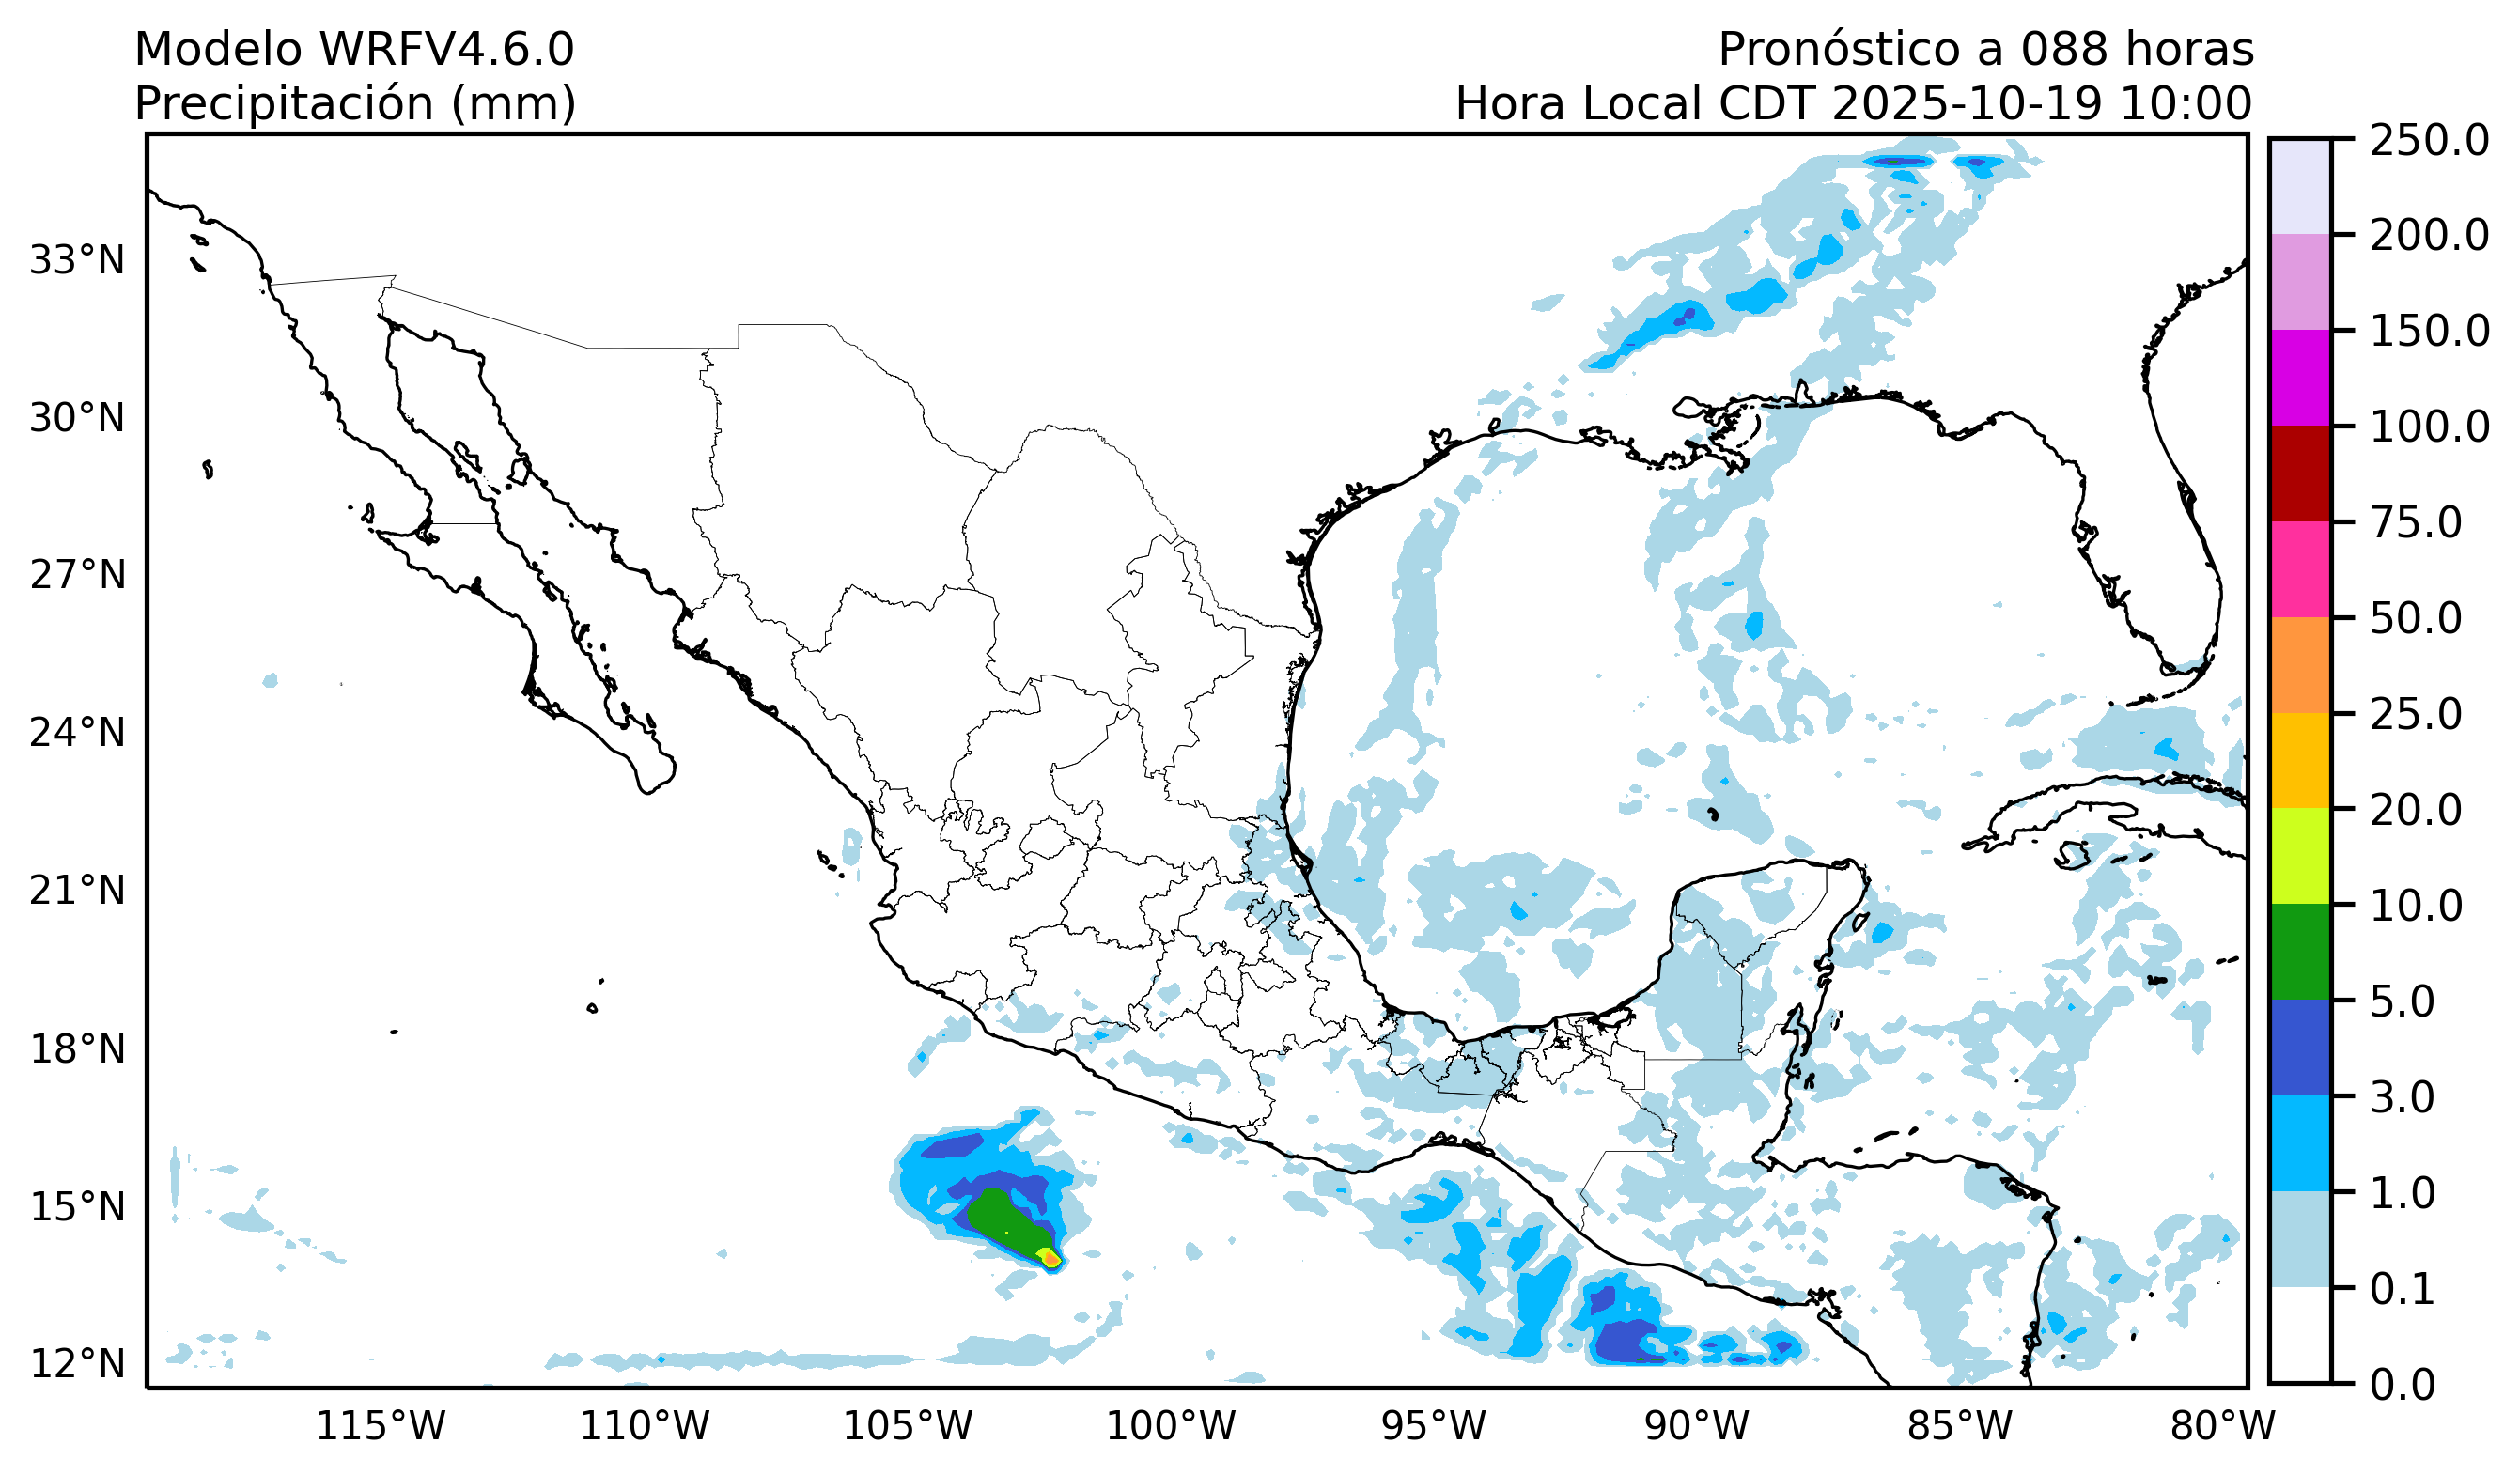 Modelo WRFV4.6.0
Precipitación (mm)
Pronóstico a 088 horas
Hora Local CDT 2025-10-19 10:00
33°N
30°N
27°N
24°N
21°N
18°N
15°N
12°N
115°W
110°W
105°W
100°W
95°W
90°W
85°W
80°W
250.0
200.0
150.0
100.0
75.0
50.0
25.0
20.0
10.0
5.0
3.0
1.0
0.1
0.0